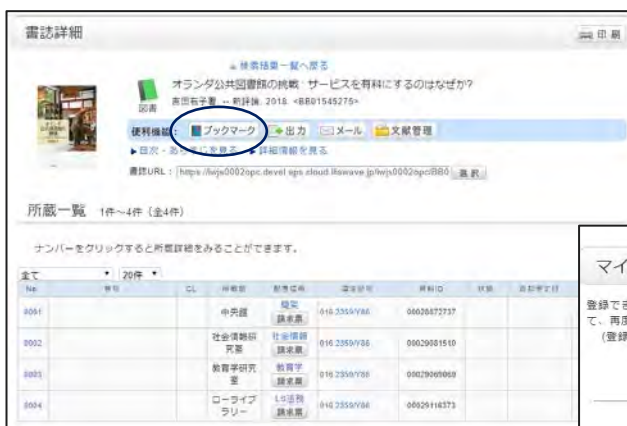 書誌詳細
印刷
検索結果一覧へ戻る
図書
オランダ公共図書館の挑戦 : サービスを有料にするのはなぜか?
吉田右子著. -- 新評論, 2018. <BB01545275>
便利機能: ブックマーク 出力 メール 文献管理
目次・あらすじを見る 詳細情報を見る
書誌URL: 選択
所蔵一覧 1件~4件 (全4件)
ナンバーをクリックすると所蔵詳細をみることができます。
全て 20件
No. 巻号 CL 所蔵館 配置場所 請求記号 資料ID 状態
0001 中央館 開架 請求票 016.2359/Y86 00028872737
0002 社会情報研究室 社会情報 請求票 016.2359/Y86
0003 教育学研究室 教育学 請求票 016.2359/Y86
0004 ローライブラリー LS法務 請求票 016.2359/Y86
マイ
登録でき
て、再度
(登録